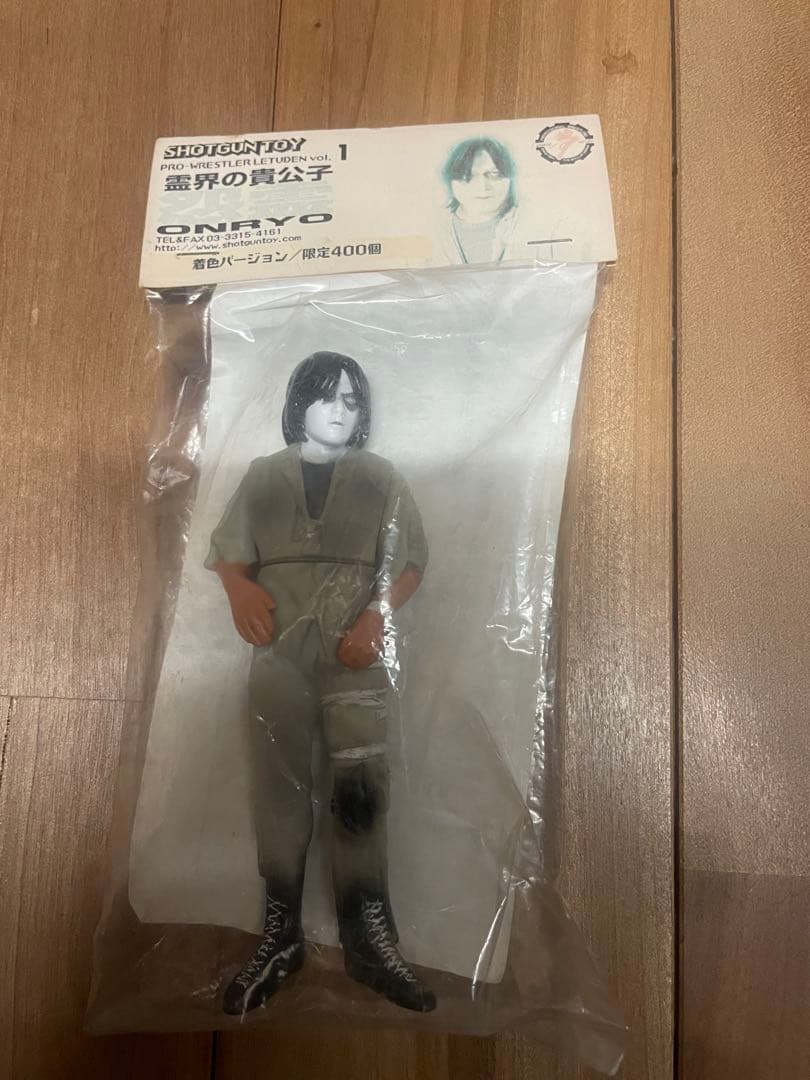 SHOTGUNTOY
PRO-WRESTLER LETUDEN vol. 1
霊界の貴公子
ONRYO
TEL&FAX 03-3315-4161
http://www.shotguntoy.com
着色バージョン/限定400個